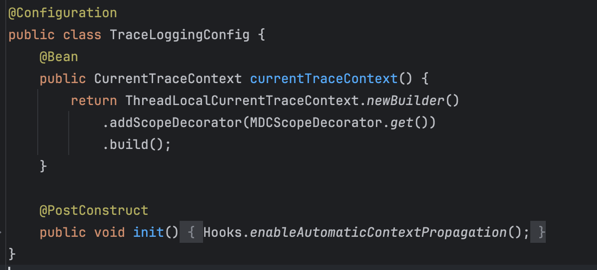 @Configuration
public class TraceLoggingConfig {
    @Bean
    public CurrentTraceContext currentTraceContext() {
        return ThreadLocalCurrentTraceContext.newBuilder()
            .addScopeDecorator(MDCScopeDecorator.get())
            .build();
    }

    @PostConstruct
    public void init() { Hooks.enableAutomaticContextPropagation(); }
}